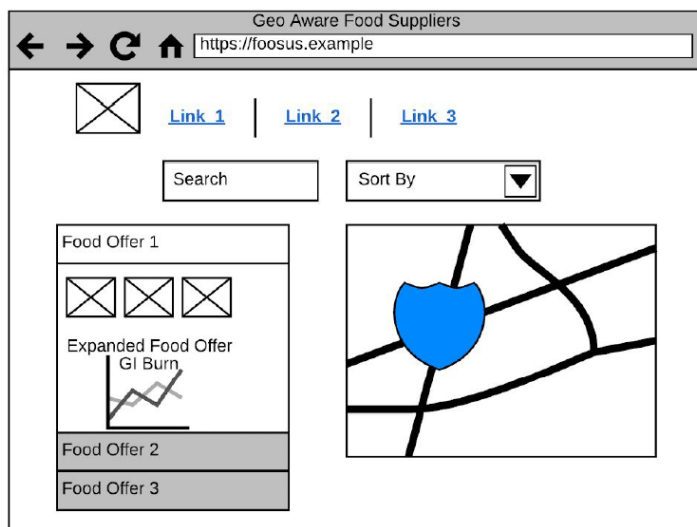 Geo Aware Food Suppliers
https://foosus.example
Link 1
Link 2
Link 3
Search
Sort By
Food Offer 1
Expanded Food Offer
GI Burn
Food Offer 2
Food Offer 3